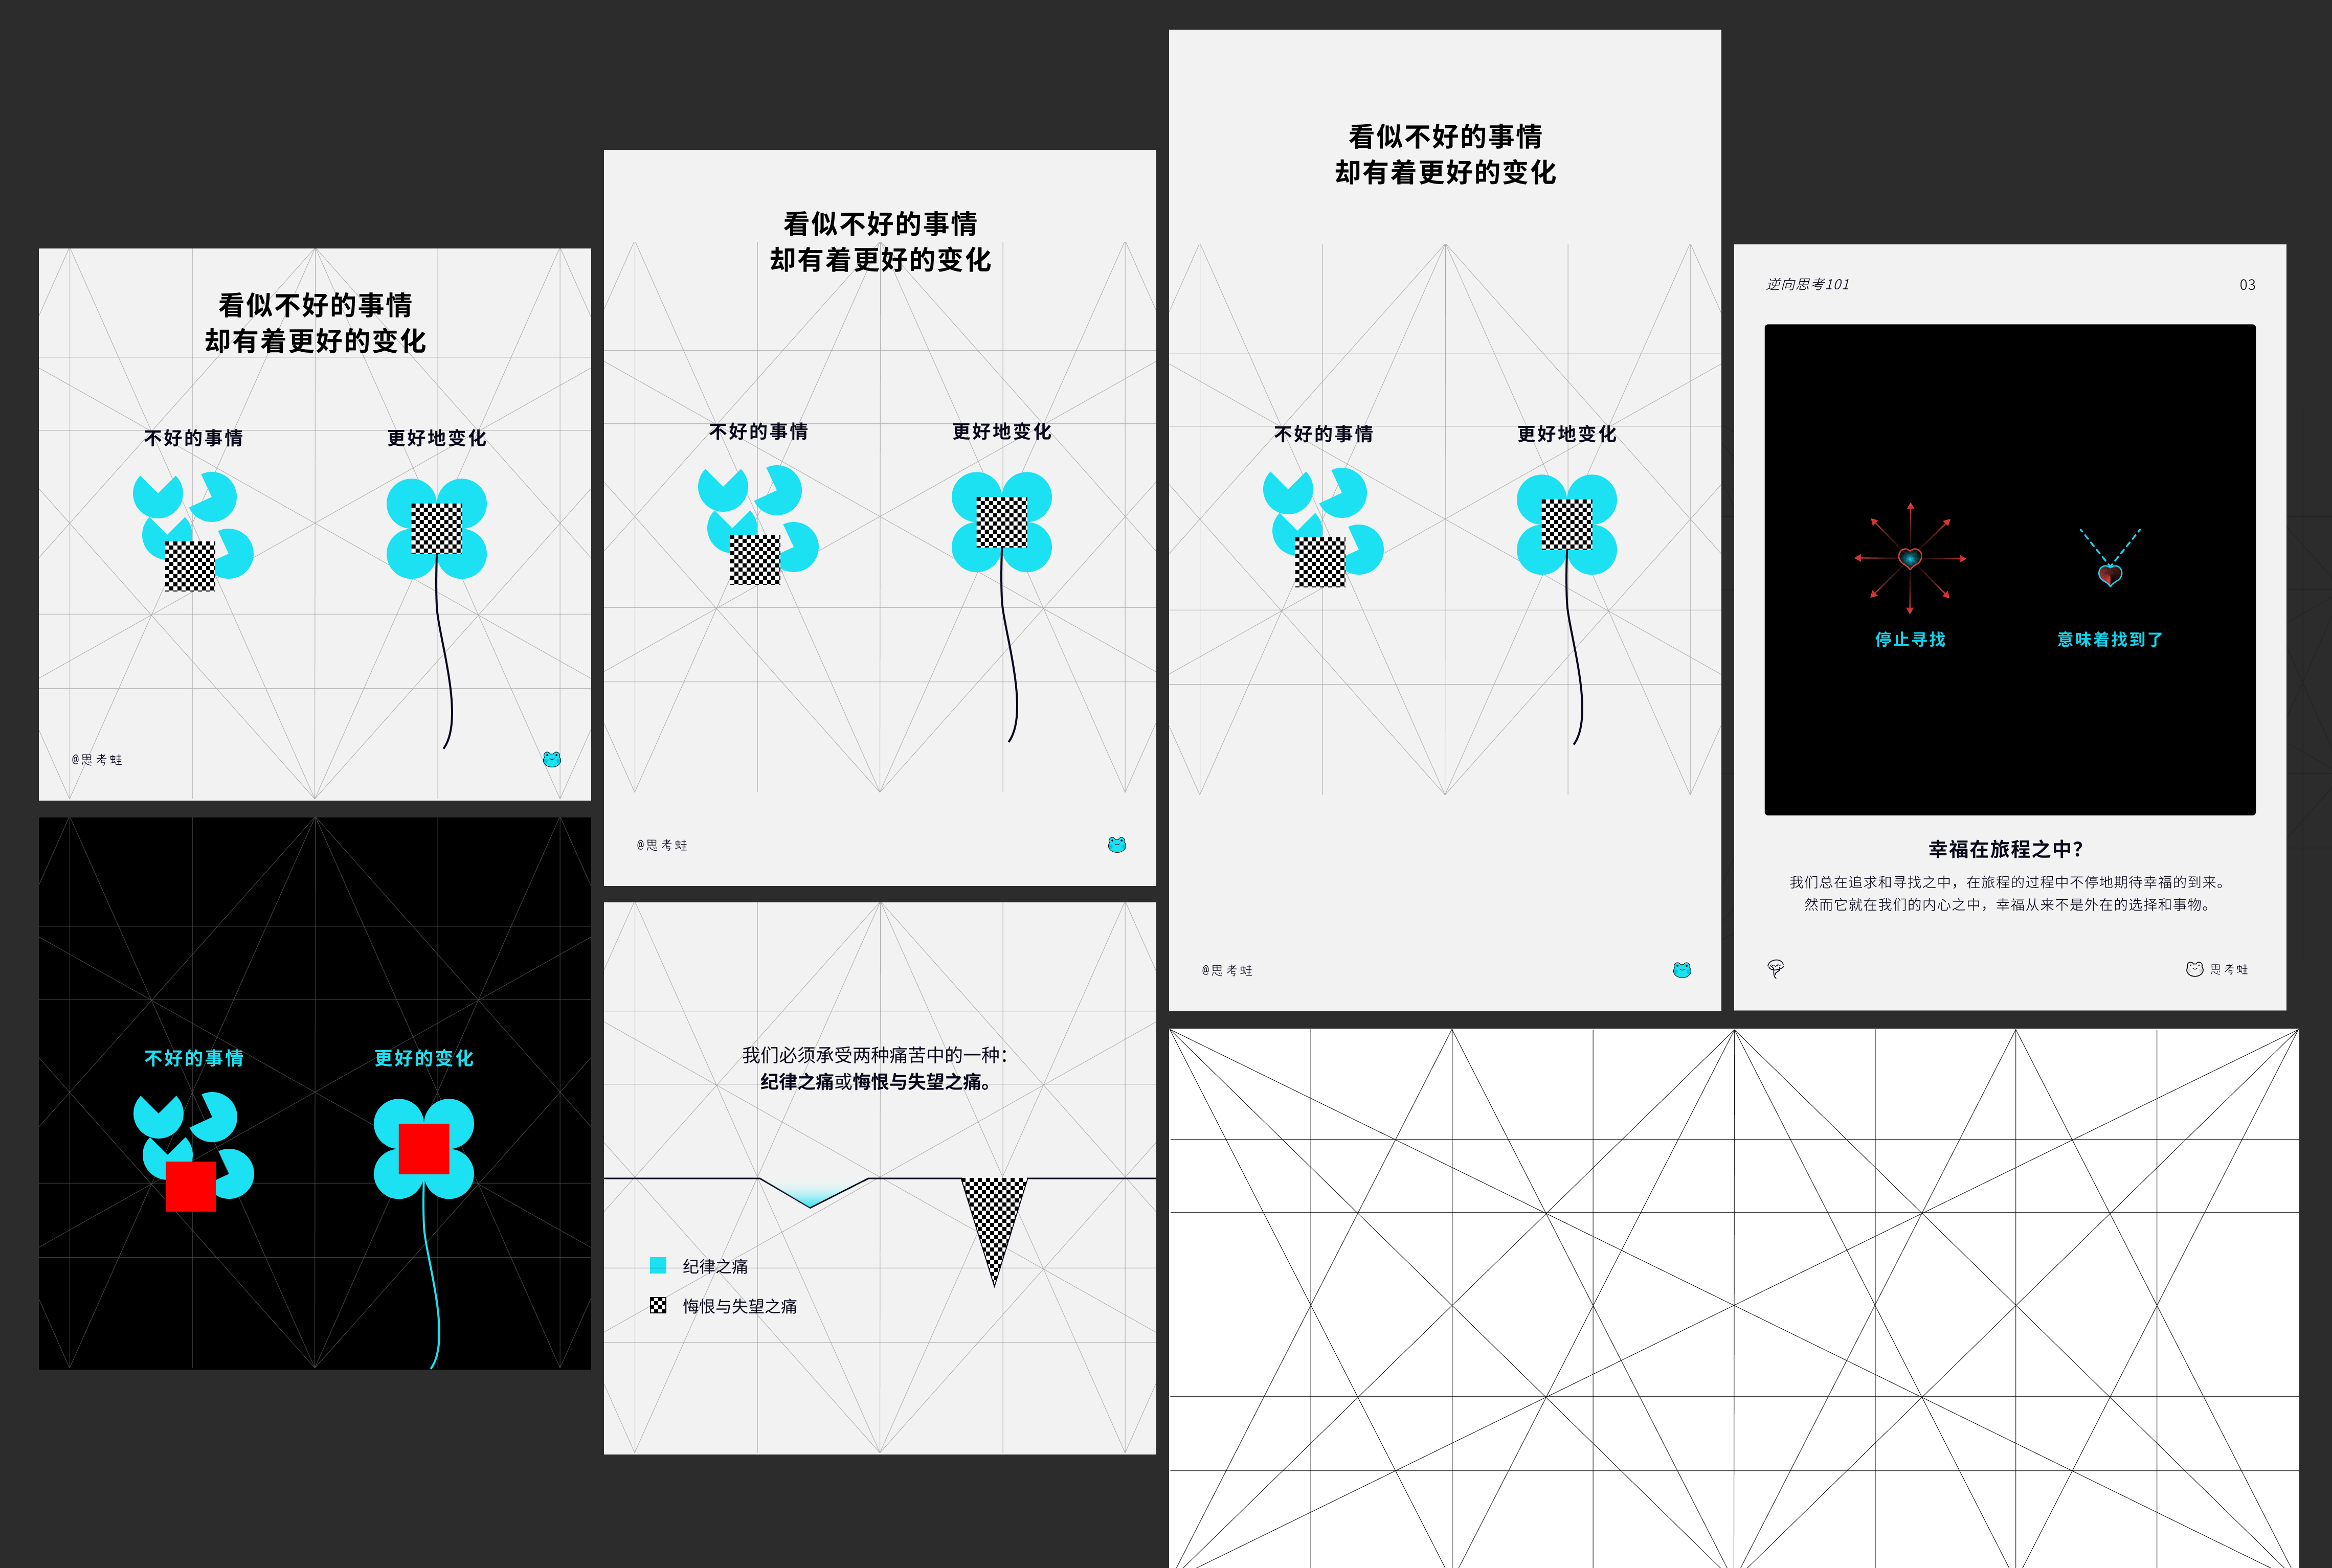 看似不好的事情
却有着更好的变化
不好的事情
更好地变化
@思考蛙
不好的事情
更好的变化
看似不好的事情
却有着更好的变化
不好的事情
更好地变化
@思考蛙
我们必须承受两种痛苦中的一种：
纪律之痛或悔恨与失望之痛。
纪律之痛
悔恨与失望之痛
看似不好的事情
却有着更好的变化
不好的事情
更好地变化
@思考蛙
逆向思考101
03
停止寻找
意味着找到了
幸福在旅程之中？
我们总在追求和寻找之中，在旅程的过程中不停地期待幸福的到来。
然而它就在我们的内心之中，幸福从来不是外在的选择和事物。
思考蛙